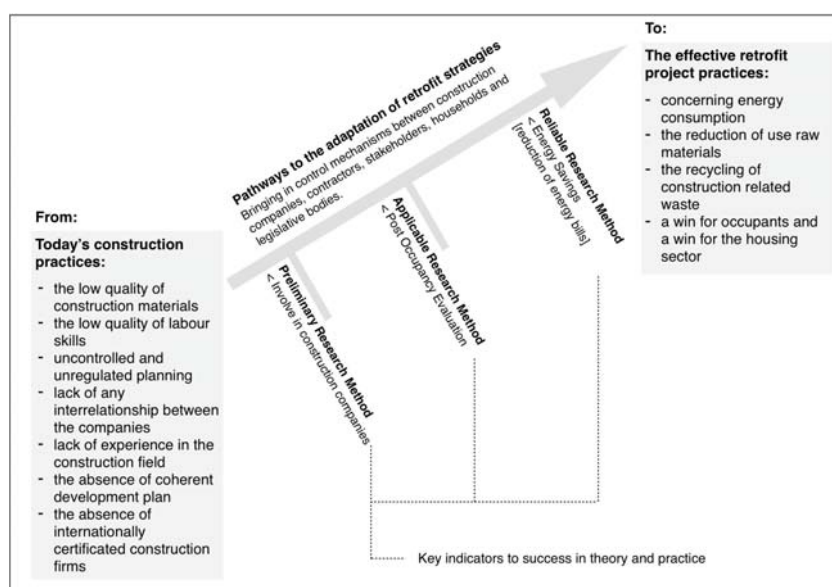 To:
The effective retrofit
project practices:
- concerning energy
consumption
- the reduction of use raw
materials
- the recycling of
construction related
waste
- a win for occupants and
a win for the housing
sector
Pathways to the adaptation of retrofit strategies
Bringing in control mechanisms between construction
companies, contractors, stakeholders, households and
legislative bodies.
Reliable Research Method
< Energy Savings
[reduction of energy bills]
Applicable Research Method
< Post Occupancy Evaluation
Preliminary Research Method
< Involve in construction companies
From:
Today's construction
practices:
- the low quality of
construction materials
- the low quality of labour
skills
- uncontrolled and
unregulated planning
- lack of any
interrelationship between
the companies
- lack of experience in the
construction field
- the absence of coherent
development plan
- the absence of
internationally
certificated construction
firms
Key indicators to success in theory and practice